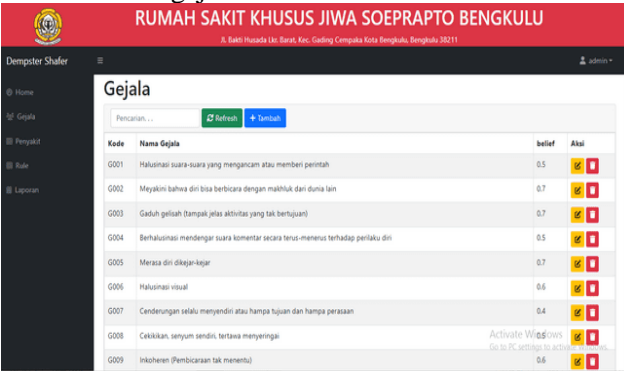 RUMAH SAKIT KHUSUS JIWA SOEPRAPTO BENGKULU
Jl. Bakti Husada Lkr. Barat, Kec. Gading Cempaka Kota Bengkulu, Bengkulu 38211
Dempster Shafer
admin
Home
Gejala
Penyakit
Rule
Laporan
Gejala
Pencarian. . .
Refresh
+ Tambah
Kode Nama Gejala belief Aksi
G001 Halusinasi suara-suara yang mengancam atau memberi perintah 0.5
G002 Meyakini bahwa diri bisa berbicara dengan makhluk dari dunia lain 0.7
G003 Gaduh gelisah (tampak jelas aktivitas yang tak bertujuan) 0.7
G004 Berhalusinasi mendengar suara komentar secara terus-menerus terhadap perilaku diri 0.5
G005 Merasa diri dikejar-kejar 0.7
G006 Halusinasi visual 0.6
G007 Cenderungan selalu menyendiri atau hampa tujuan dan hampa perasaan 0.4
G008 Cekikikan, senyum sendiri, tertawa menyeringai 0.5
G009 Inkoheren (Pembicaraan tak menentu) 0.6
Activate Windows
Go to PC settings to activate Windows.